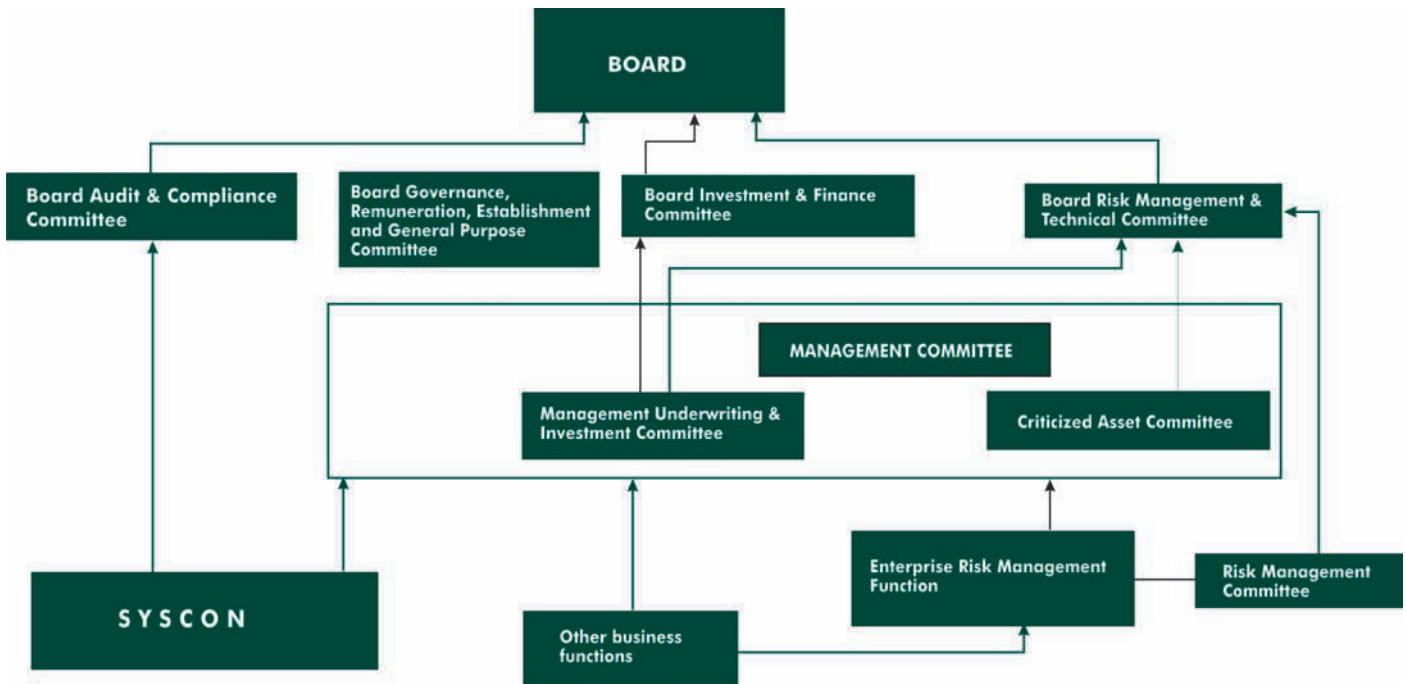 BOARD
Board Audit & Compliance
Committee
Board Governance,
Remuneration, Establishment
and General Purpose
Committee
Board Investment & Finance
Committee
Board Risk Management &
Technical Committee
MANAGEMENT COMMITTEE
Management Underwriting &
Investment Committee
Criticized Asset Committee
SYSCON
Other business
functions
Enterprise Risk Management
Function
Risk Management
Committee